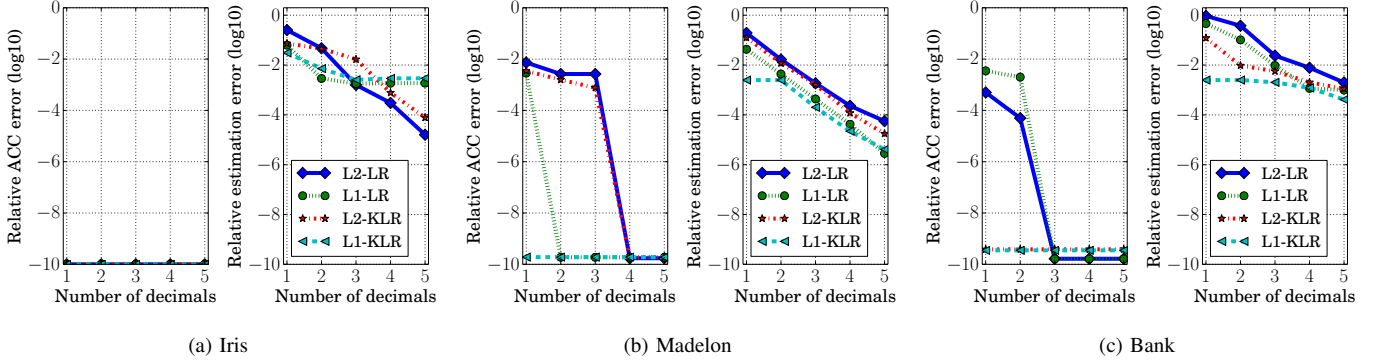 Relative ACC error (log10)
0
−2
−4
−6
−8
−10
1 2 3 4 5
Number of decimals
Relative estimation error (log10)
0
−2
−4
−6
−8
−10
L2-LR
L1-LR
L2-KLR
L1-KLR
1 2 3 4 5
Number of decimals
(a) Iris
Relative ACC error (log10)
0
−2
−4
−6
−8
−10
1 2 3 4 5
Number of decimals
Relative estimation error (log10)
0
−2
−4
−6
−8
−10
L2-LR
L1-LR
L2-KLR
L1-KLR
1 2 3 4 5
Number of decimals
(b) Madelon
Relative ACC error (log10)
0
−2
−4
−6
−8
−10
1 2 3 4 5
Number of decimals
Relative estimation error (log10)
0
−2
−4
−6
−8
−10
L2-LR
L1-LR
L2-KLR
L1-KLR
1 2 3 4 5
Number of decimals
(c) Bank